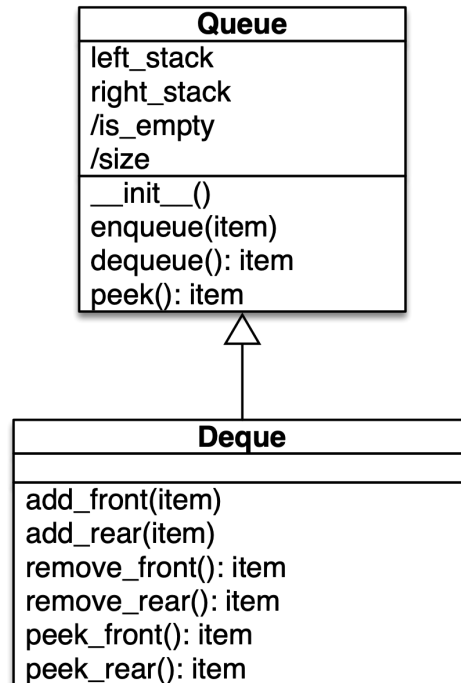 Queue
left_stack
right_stack
/is_empty
/size
__init__()
enqueue(item)
dequeue(): item
peek(): item
Deque
add_front(item)
add_rear(item)
remove_front(): item
remove_rear(): item
peek_front(): item
peek_rear(): item